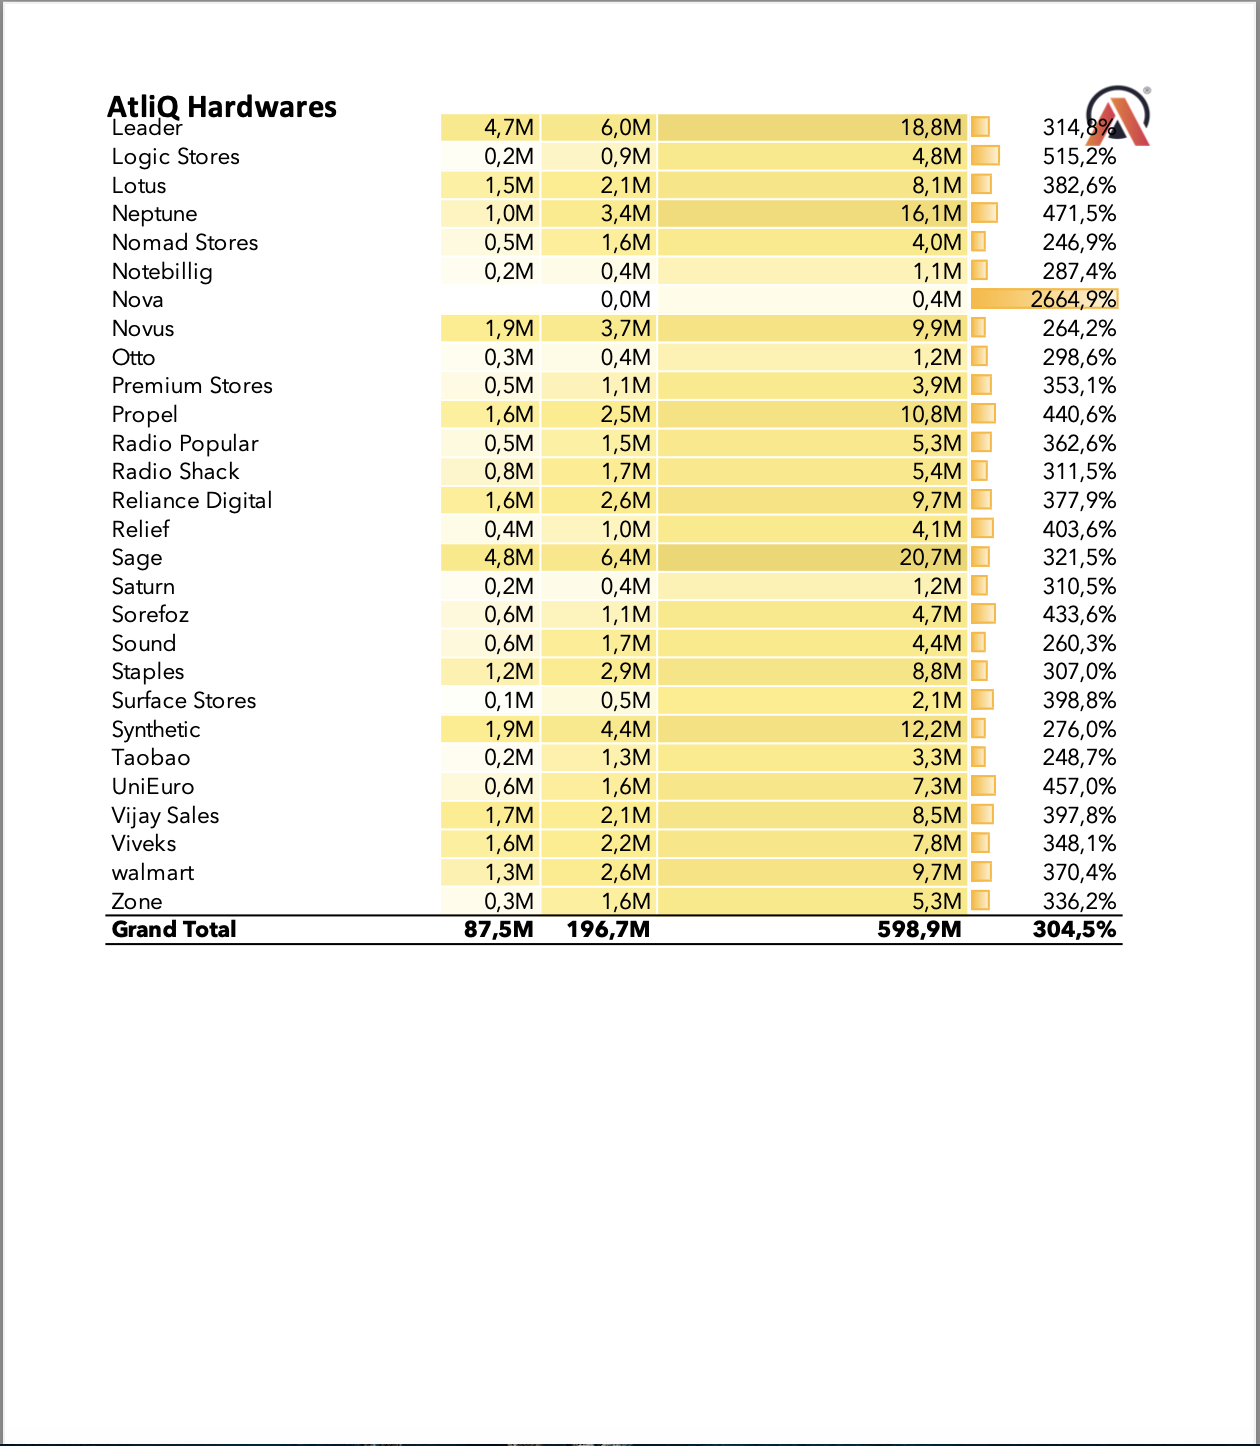 AtliQ Hardwares
®
Leader 4,7M 6,0M 18,8M 314,8%
Logic Stores 0,2M 0,9M 4,8M 515,2%
Lotus 1,5M 2,1M 8,1M 382,6%
Neptune 1,0M 3,4M 16,1M 471,5%
Nomad Stores 0,5M 1,6M 4,0M 246,9%
Notebillig 0,2M 0,4M 1,1M 287,4%
Nova 0,0M 0,4M 2664,9%
Novus 1,9M 3,7M 9,9M 264,2%
Otto 0,3M 0,4M 1,2M 298,6%
Premium Stores 0,5M 1,1M 3,9M 353,1%
Propel 1,6M 2,5M 10,8M 440,6%
Radio Popular 0,5M 1,5M 5,3M 362,6%
Radio Shack 0,8M 1,7M 5,4M 311,5%
Reliance Digital 1,6M 2,6M 9,7M 377,9%
Relief 0,4M 1,0M 4,1M 403,6%
Sage 4,8M 6,4M 20,7M 321,5%
Saturn 0,2M 0,4M 1,2M 310,5%
Sorefoz 0,6M 1,1M 4,7M 433,6%
Sound 0,6M 1,7M 4,4M 260,3%
Staples 1,2M 2,9M 8,8M 307,0%
Surface Stores 0,1M 0,5M 2,1M 398,8%
Synthetic 1,9M 4,4M 12,2M 276,0%
Taobao 0,2M 1,3M 3,3M 248,7%
UniEuro 0,6M 1,6M 7,3M 457,0%
Vijay Sales 1,7M 2,1M 8,5M 397,8%
Viveks 1,6M 2,2M 7,8M 348,1%
walmart 1,3M 2,6M 9,7M 370,4%
Zone 0,3M 1,6M 5,3M 336,2%
Grand Total 87,5M 196,7M 598,9M 304,5%